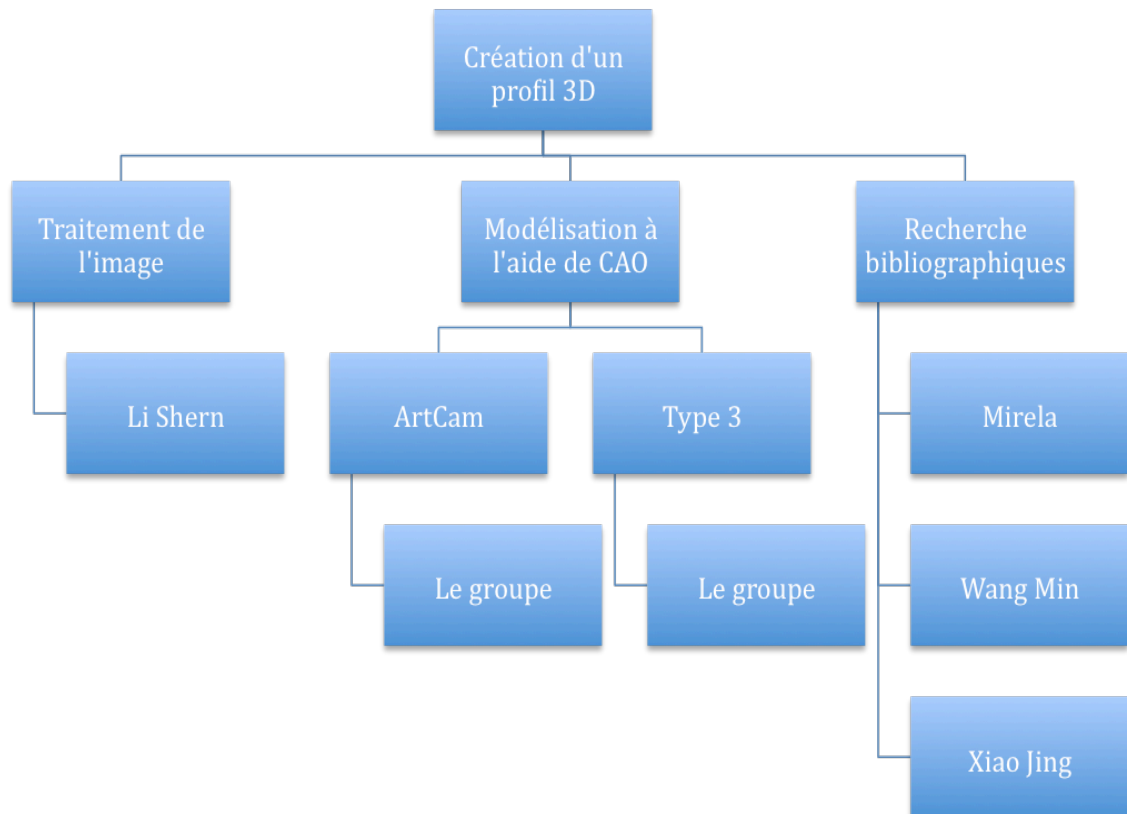 Création d'un
profil 3D
Traitement de
l'image
Modélisation à
l'aide de CAO
Recherche
bibliographiques
Li Shern
ArtCam
Type 3
Mirela
Le groupe
Le groupe
Wang Min
Xiao Jing